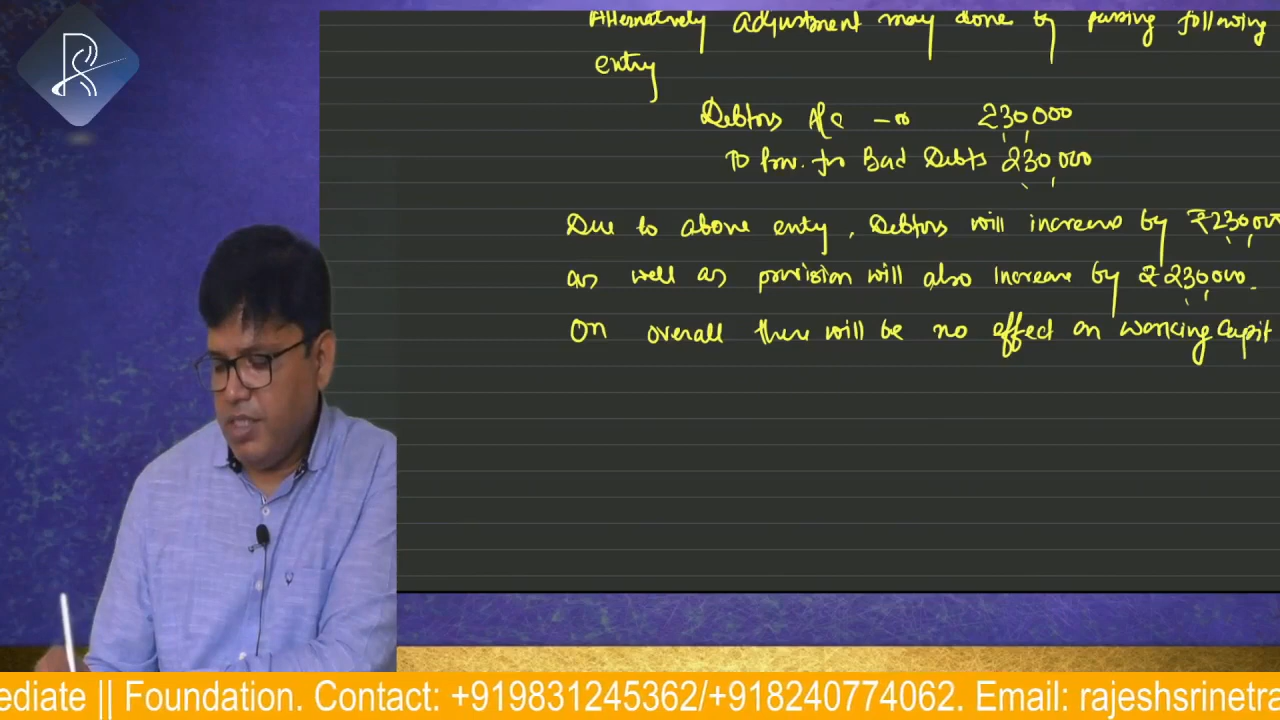 Alternatively adjustment may done by passing following
entry
Debtors A/c - Dr 230000
To Prov. for Bad Debts 230000
Due to above entry, Debtors will increase by ₹230000
as well as provision will also increase by ₹230000.
On overall there will be no effect on working Capit
ediate || Foundation. Contact: +919831245362/+918240774062. Email: rajeshsrinetra